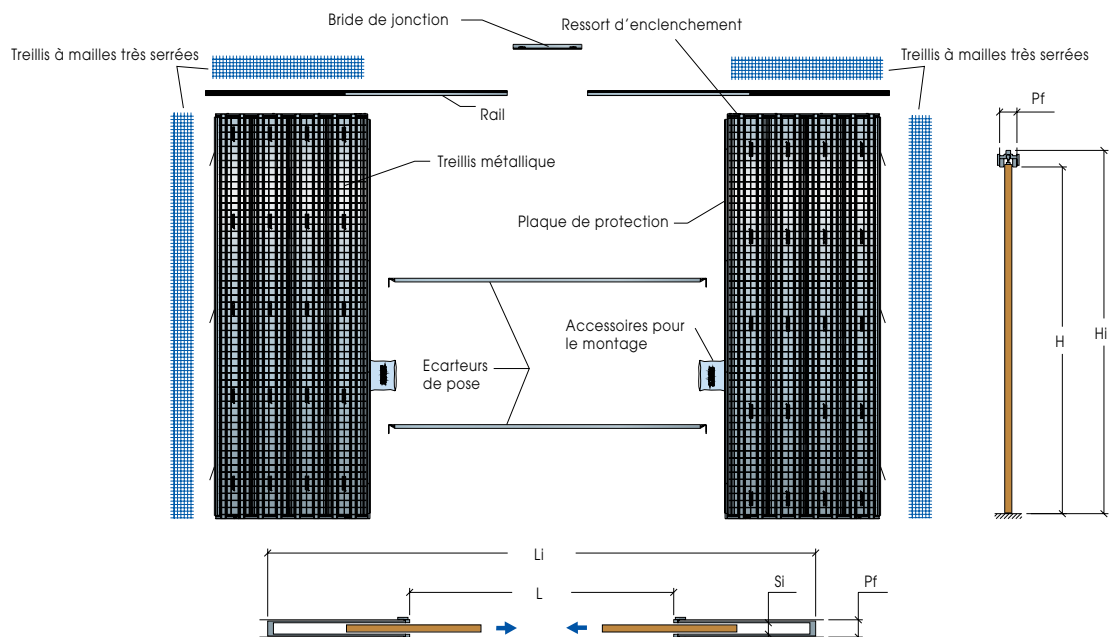 Bride de jonction
Ressort d'enclenchement
Treillis à mailles très serrées
Treillis à mailles très serrées
Rail
Pf
Treillis métallique
Plaque de protection
Accessoires pour
le montage
H
Hi
Ecarteurs
de pose
Li
L
Si
Pf